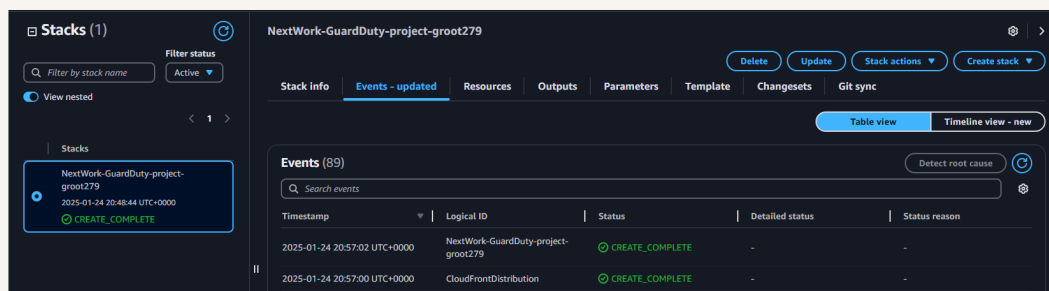 Stacks (1)
Filter status
Filter by stack name
Active
View nested
1
Stacks
NextWork-GuardDuty-project-
groot279
2025-01-24 20:48:44 UTC+0000
CREATE_COMPLETE
NextWork-GuardDuty-project-groot279
Delete
Update
Stack actions
Create stack
Stack info
Events - updated
Resources
Outputs
Parameters
Template
Changesets
Git sync
Table view
Timeline view - new
Events (89)
Detect root cause
Search events
Timestamp
Logical ID
Status
Detailed status
Status reason
2025-01-24 20:57:02 UTC+0000
NextWork-GuardDuty-project-
groot279
CREATE_COMPLETE
-
-
2025-01-24 20:57:00 UTC+0000
CloudFrontDistribution
CREATE_COMPLETE
-
-